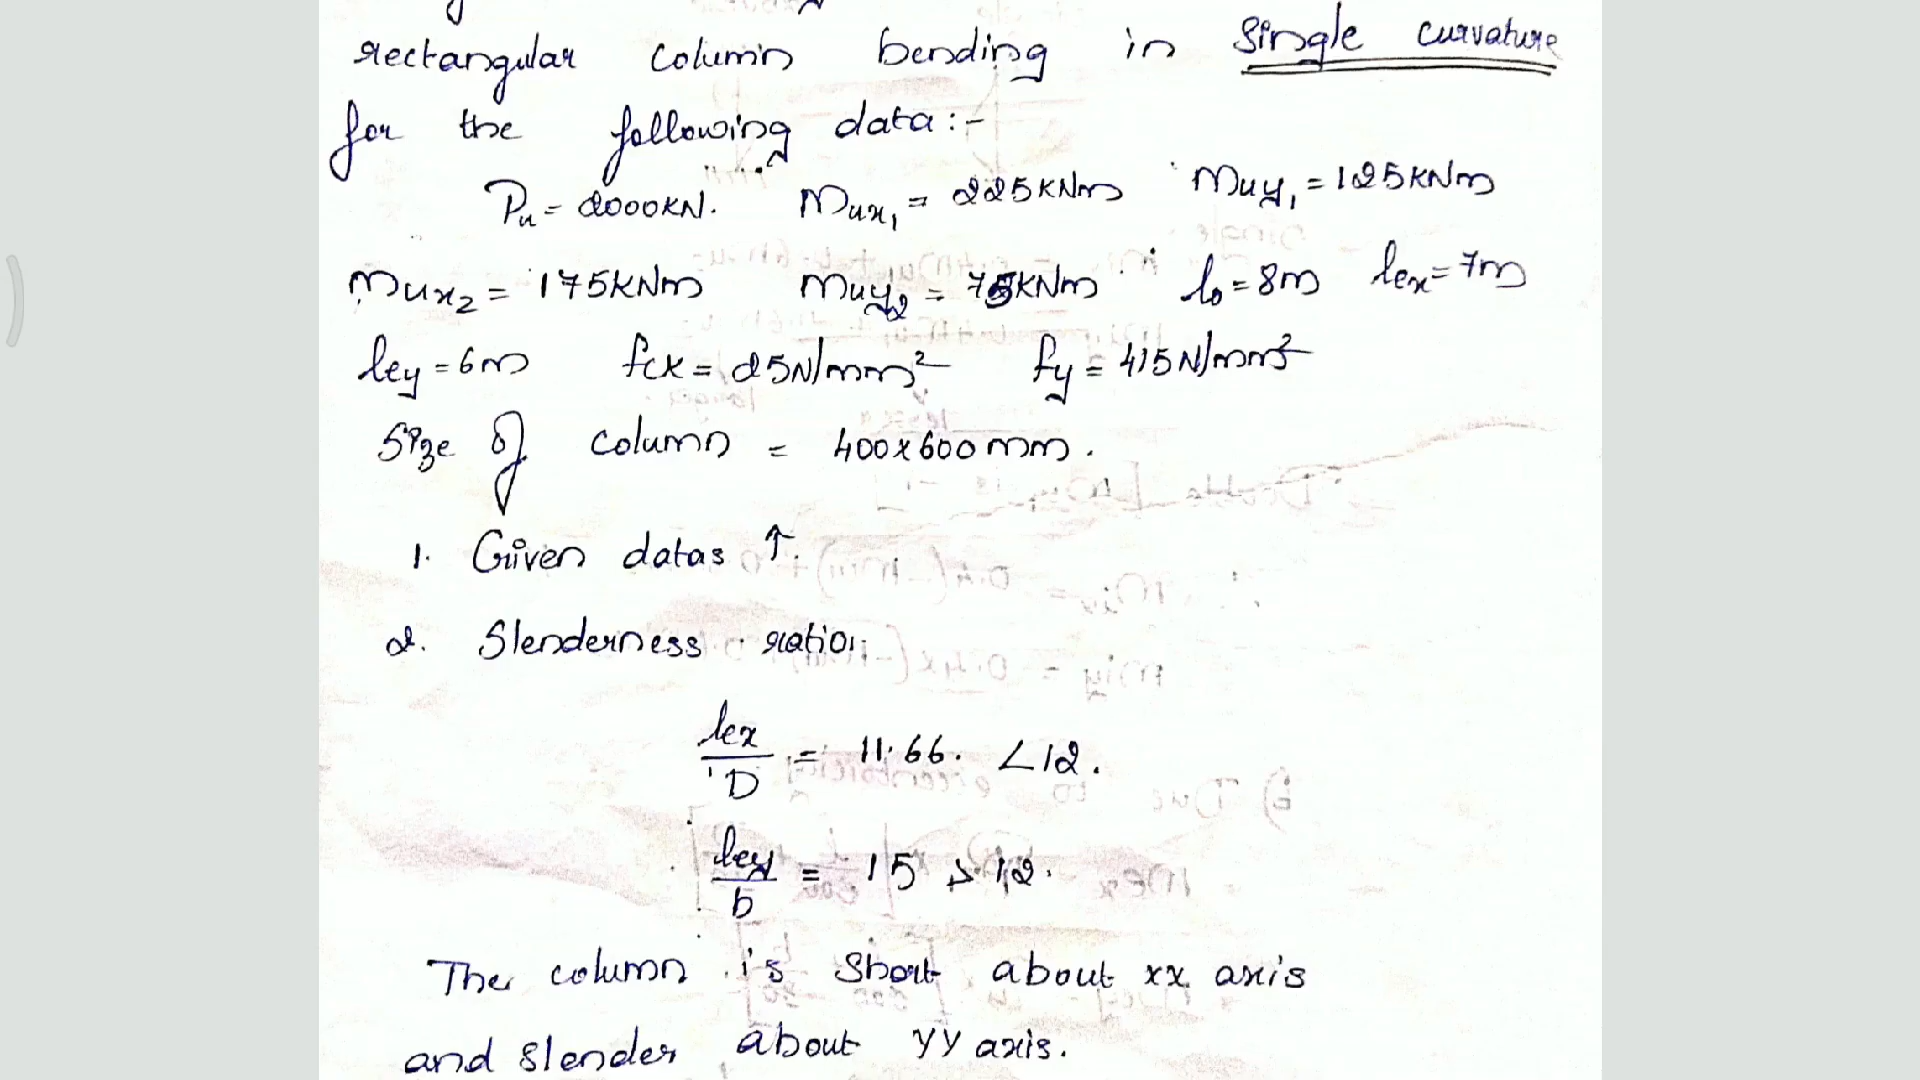 rectangular column bending in single curvature
for the following data:-
Pu = 2000KN. Mux1 = 225KNm Muy1 = 125KNm
Mux2 = 175KNm Muy2 = 75KNm lo = 8m lex = 7m
ley = 6m fck = 25N/mm² fy = 415N/mm²
Size of column = 400x600mm.
1. Given datas ↑.
2. Slenderness ratio:
lex/D = 11.66. <12.
ley/b = 15 >12.
The column is short about xx axis
and slender about yy axis.